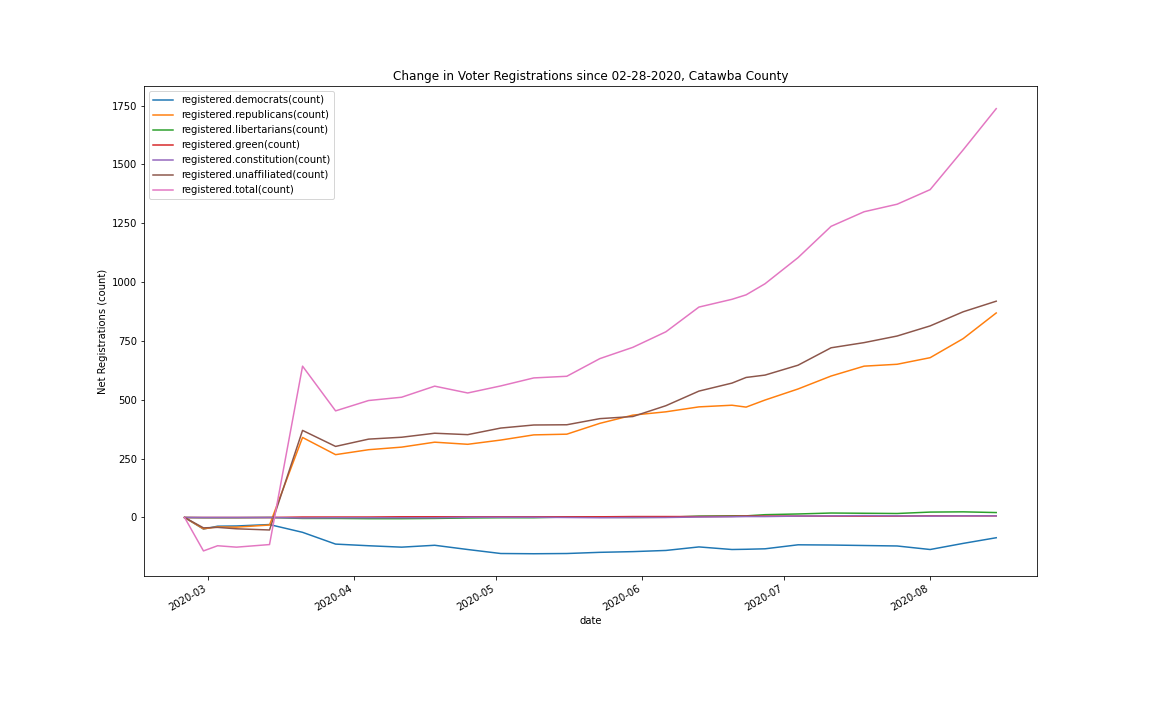 Change in Voter Registrations since 02-28-2020, Catawba County
registered.democrats(count)
registered.republicans(count)
registered.libertarians(count)
registered.green(count)
registered.constitution(count)
registered.unaffiliated(count)
registered.total(count)
1750
1500
1250
1000
750
500
250
0
Net Registrations (count)
2020-03
2020-04
2020-05
2020-06
2020-07
2020-08
date